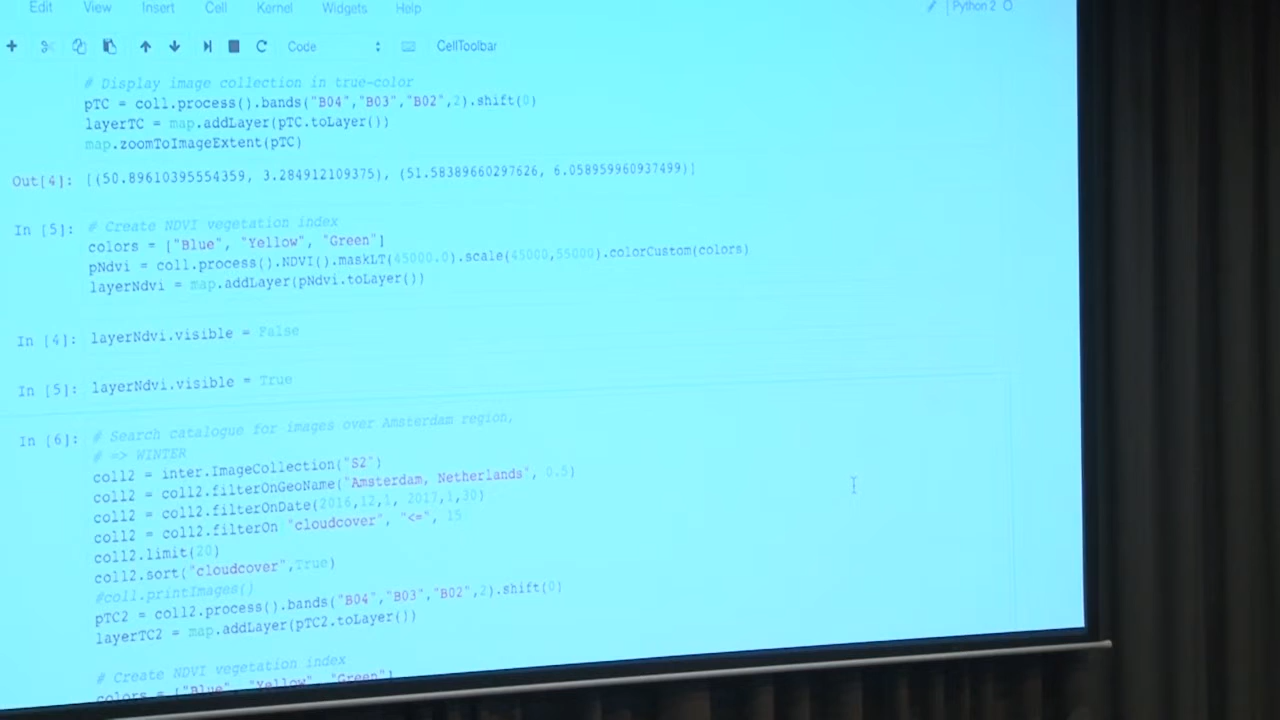 Edit View Insert Cell Kernel Widgets Help Python 2 O
Code CellToolbar
# Display image collection in true-color
pTC = coll.process().bands("B04","B03","B02",2).shift(0)
layerTC = map.addLayer(pTC.toLayer())
map.zoomToImageExtent(pTC)
Out[4]: [(50.89610395554359, 3.284912109375), (51.58389660297626, 6.058959960937499)]
In [5]: # Create NDVI vegetation index
colors = ["Blue", "Yellow", "Green"]
pNdvi = coll.process().NDVI().maskLT(45000.0).scale(45000,55000).colorCustom(colors)
layerNdvi = map.addLayer(pNdvi.toLayer())
In [4]: layerNdvi.visible = False
In [5]: layerNdvi.visible = True
In [6]: # Search catalogue for images over Amsterdam region,
# => WINTER
coll2 = inter.ImageCollection("S2")
coll2 = coll2.filterOnGeoName("Amsterdam, Netherlands", 0.5)
coll2 = coll2.filterOnDate(2016,12,1, 2017,1,30)
coll2 = coll2.filterOn "cloudcover", "<=", 15
coll2.limit(20)
coll2.sort("cloudcover",True)
#coll.printImages()
pTC2 = coll2.process().bands("B04","B03","B02",2).shift(0)
layerTC2 = map.addLayer(pTC2.toLayer())
# Create NDVI vegetation index
colors = ["Blue", "Yellow", "Green"]